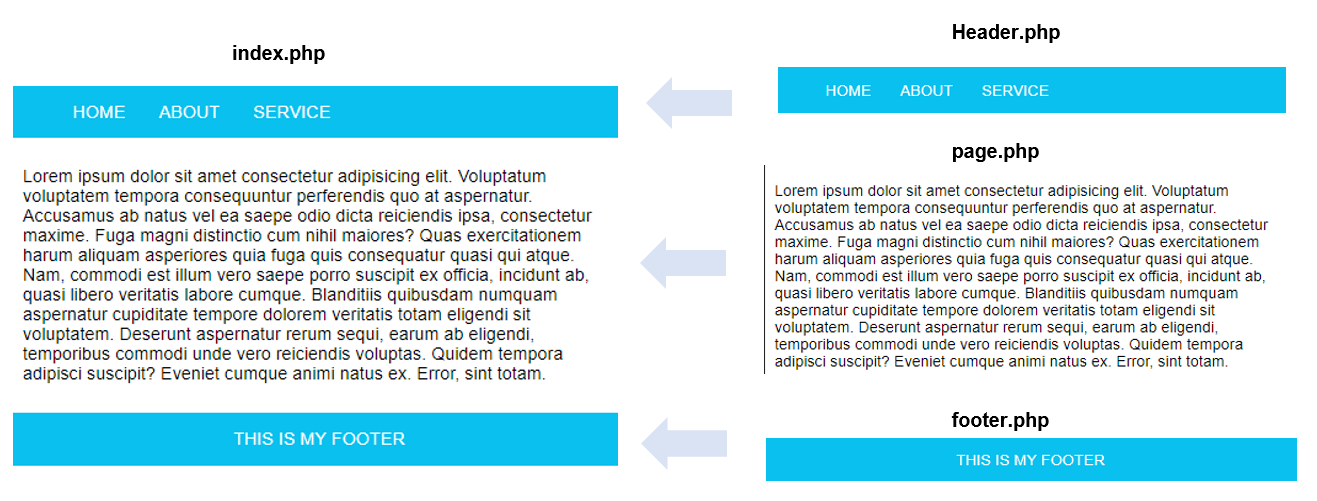 index.php
HOME ABOUT SERVICE
Lorem ipsum dolor sit amet consectetur adipisicing elit. Voluptatum
voluptatem tempora consequuntur perferendis quo at aspernatur.
Accusamus ab natus vel ea saepe odio dicta reiciendis ipsa, consectetur
maxime. Fuga magni distinctio cum nihil maiores? Quas exercitationem
harum aliquam asperiores quia fuga quis consequatur quasi qui atque.
Nam, commodi est illum vero saepe porro suscipit ex officia, incidunt ab,
quasi libero veritatis labore cumque. Blanditiis quibusdam numquam
aspernatur cupiditate tempore dolorem veritatis totam eligendi sit
voluptatem. Deserunt aspernatur rerum sequi, earum ab eligendi,
temporibus commodi unde vero reiciendis voluptas. Quidem tempora
adipisci suscipit? Eveniet cumque animi natus ex. Error, sint totam.
THIS IS MY FOOTER
Header.php
HOME ABOUT SERVICE
page.php
Lorem ipsum dolor sit amet consectetur adipisicing elit. Voluptatum
voluptatem tempora consequuntur perferendis quo at aspernatur.
Accusamus ab natus vel ea saepe odio dicta reiciendis ipsa, consectetur
maxime. Fuga magni distinctio cum nihil maiores? Quas exercitationem
harum aliquam asperiores quia fuga quis consequatur quasi qui atque.
Nam, commodi est illum vero saepe porro suscipit ex officia, incidunt ab,
quasi libero veritatis labore cumque. Blanditiis quibusdam numquam
aspernatur cupiditate tempore dolorem veritatis totam eligendi sit
voluptatem. Deserunt aspernatur rerum sequi, earum ab eligendi,
temporibus commodi unde vero reiciendis voluptas. Quidem tempora
adipisci suscipit? Eveniet cumque animi natus ex. Error, sint totam.
footer.php
THIS IS MY FOOTER